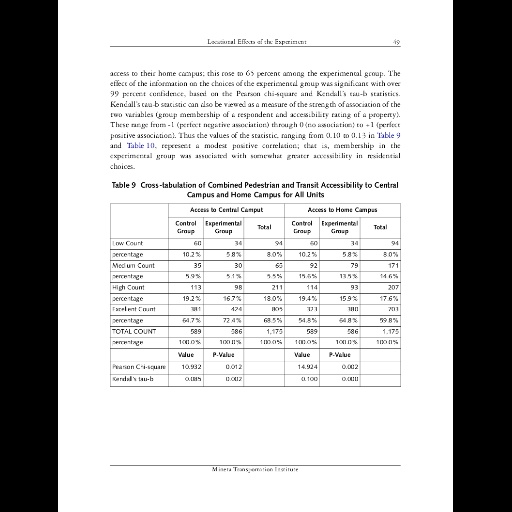 Locational Effects of the Experiment 49
access to their home campus; this rose to 65 percent among the experimental group. The
effect of the information on the choices of the experimental group was significant with over
99 percent confidence, based on the Pearson chi-square and Kendall's tau-b statistics.
Kendall's tau-b statistic can also be viewed as a measure of the strength of association of the
two variables (group membership of a respondent and accessibility rating of a property).
These range from -1 (perfect negative association) through 0 (no association) to +1 (perfect
positive association). Thus the values of the statistic, ranging from 0.10 to 0.13 in Table 9
and Table 10, represent a modest positive correlation; that is, membership in the
experimental group was associated with somewhat greater accessibility in residential
choices.
Table 9 Cross-tabulation of Combined Pedestrian and Transit Accessibility to Central
Campus and Home Campus for All Units
Access to Central Camput Access to Home Campus
Control Group Experimental Group Total Control Group Experimental Group Total
Low Count 60 34 94 60 34 94
percentage 10.2% 5.8% 8.0% 10.2% 5.8% 8.0%
Medium Count 35 30 65 92 79 171
percentage 5.9% 5.1% 5.5% 15.6% 13.5% 14.6%
High Count 113 98 211 114 93 207
percentage 19.2% 16.7% 18.0% 19.4% 15.9% 17.6%
Excellent Count 381 424 805 323 380 703
percentage 64.7% 72.4% 68.5% 54.8% 64.8% 59.8%
TOTAL COUNT 589 586 1,175 589 586 1,175
percentage 100.0% 100.0% 100.0% 100.0% 100.0% 100.0%
Value P-Value Value P-Value
Pearson Chi-square 10.932 0.012 14.924 0.002
Kendall's tau-b 0.085 0.002 0.100 0.000
Mineta Transportation Institute